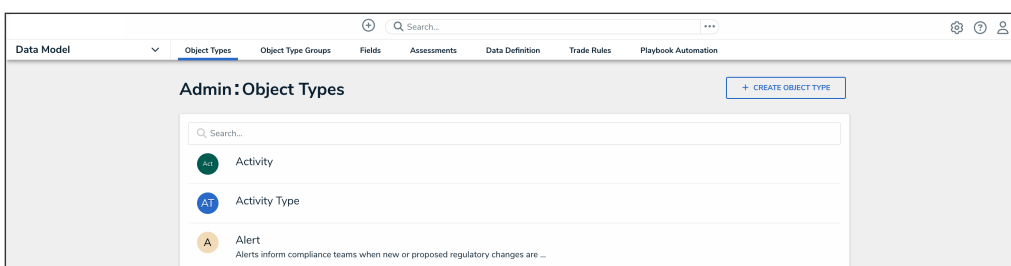 Search...
Data Model
Object Types Object Type Groups Fields Assessments Data Definition Trade Rules Playbook Automation
Admin:Object Types
+ CREATE OBJECT TYPE
Search...
Act Activity
AT Activity Type
A Alert
Alerts inform compliance teams when new or proposed regulatory changes are ...